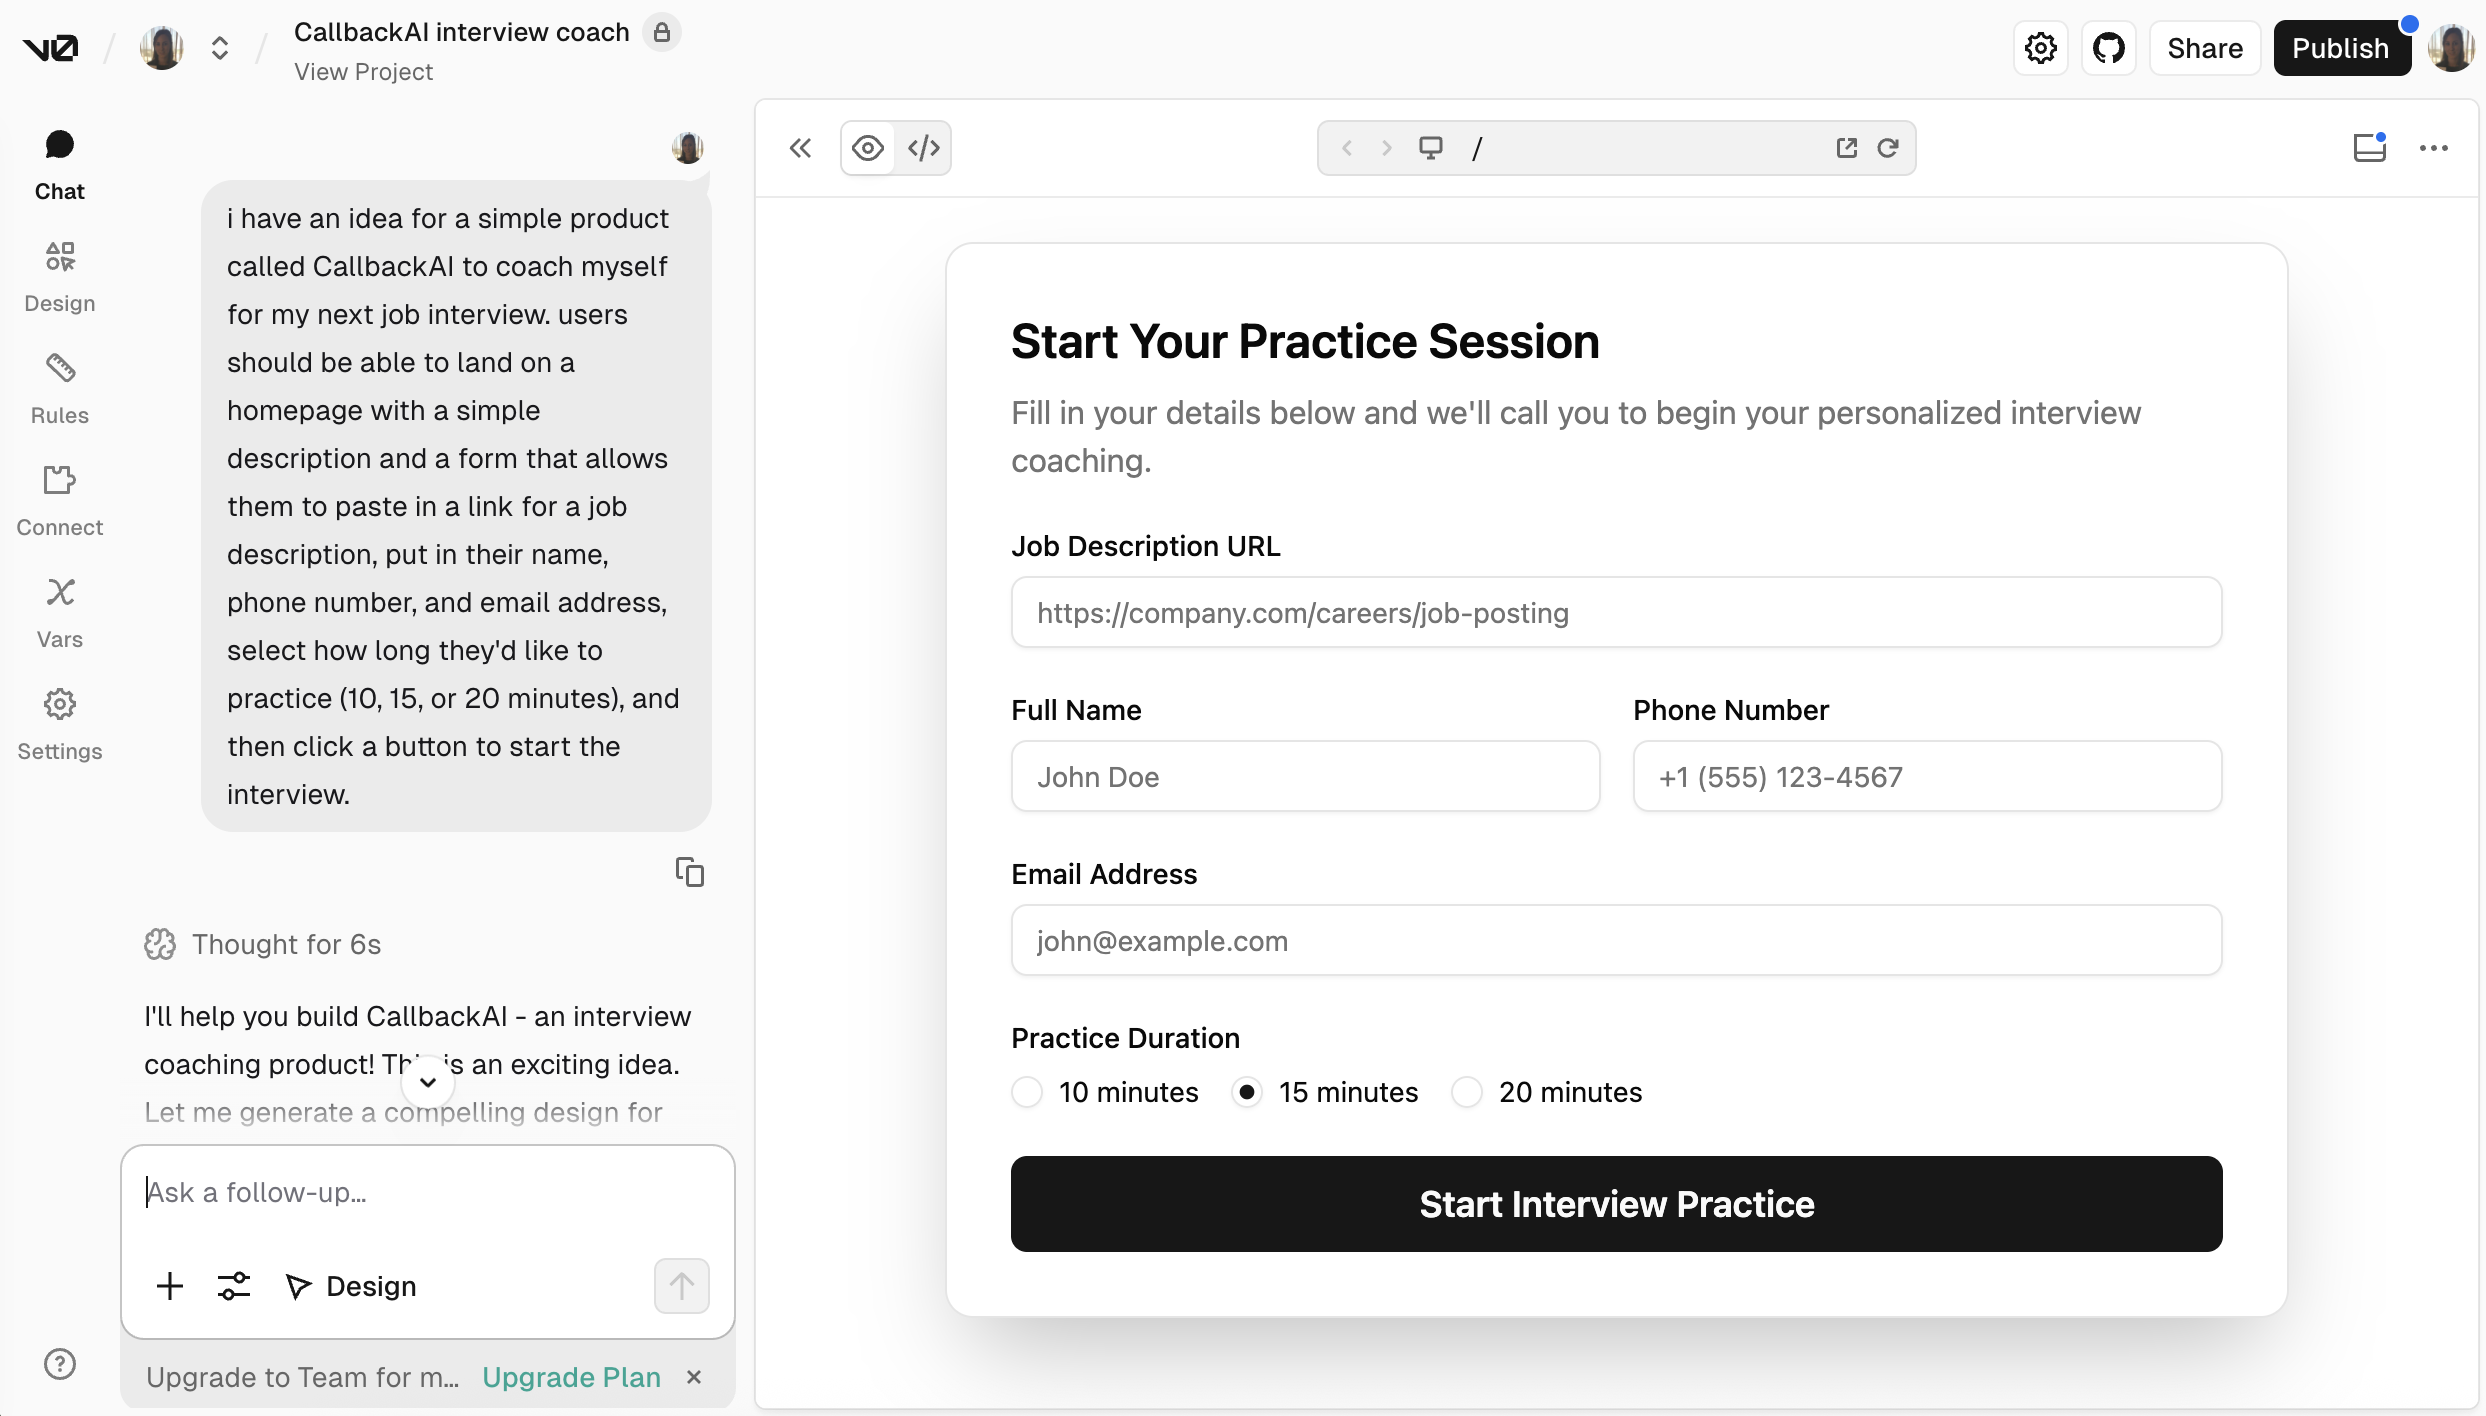 v0
/
/
CallbackAI interview coach
View Project
Share
Publish
Chat
Design
Rules
Connect
Vars
Settings
i have an idea for a simple product
called CallbackAI to coach myself
for my next job interview. users
should be able to land on a
homepage with a simple
description and a form that allows
them to paste in a link for a job
description, put in their name,
phone number, and email address,
select how long they'd like to
practice (10, 15, or 20 minutes), and
then click a button to start the
interview.
Thought for 6s
I'll help you build CallbackAI - an interview
coaching product! This is an exciting idea.
Let me generate a compelling design for
Ask a follow-up...
Design
Upgrade to Team for m...
Upgrade Plan
/
Start Your Practice Session
Fill in your details below and we'll call you to begin your personalized interview
coaching.
Job Description URL
https://company.com/careers/job-posting
Full Name
Phone Number
John Doe
+1 (555) 123-4567
Email Address
john@example.com
Practice Duration
10 minutes
15 minutes
20 minutes
Start Interview Practice